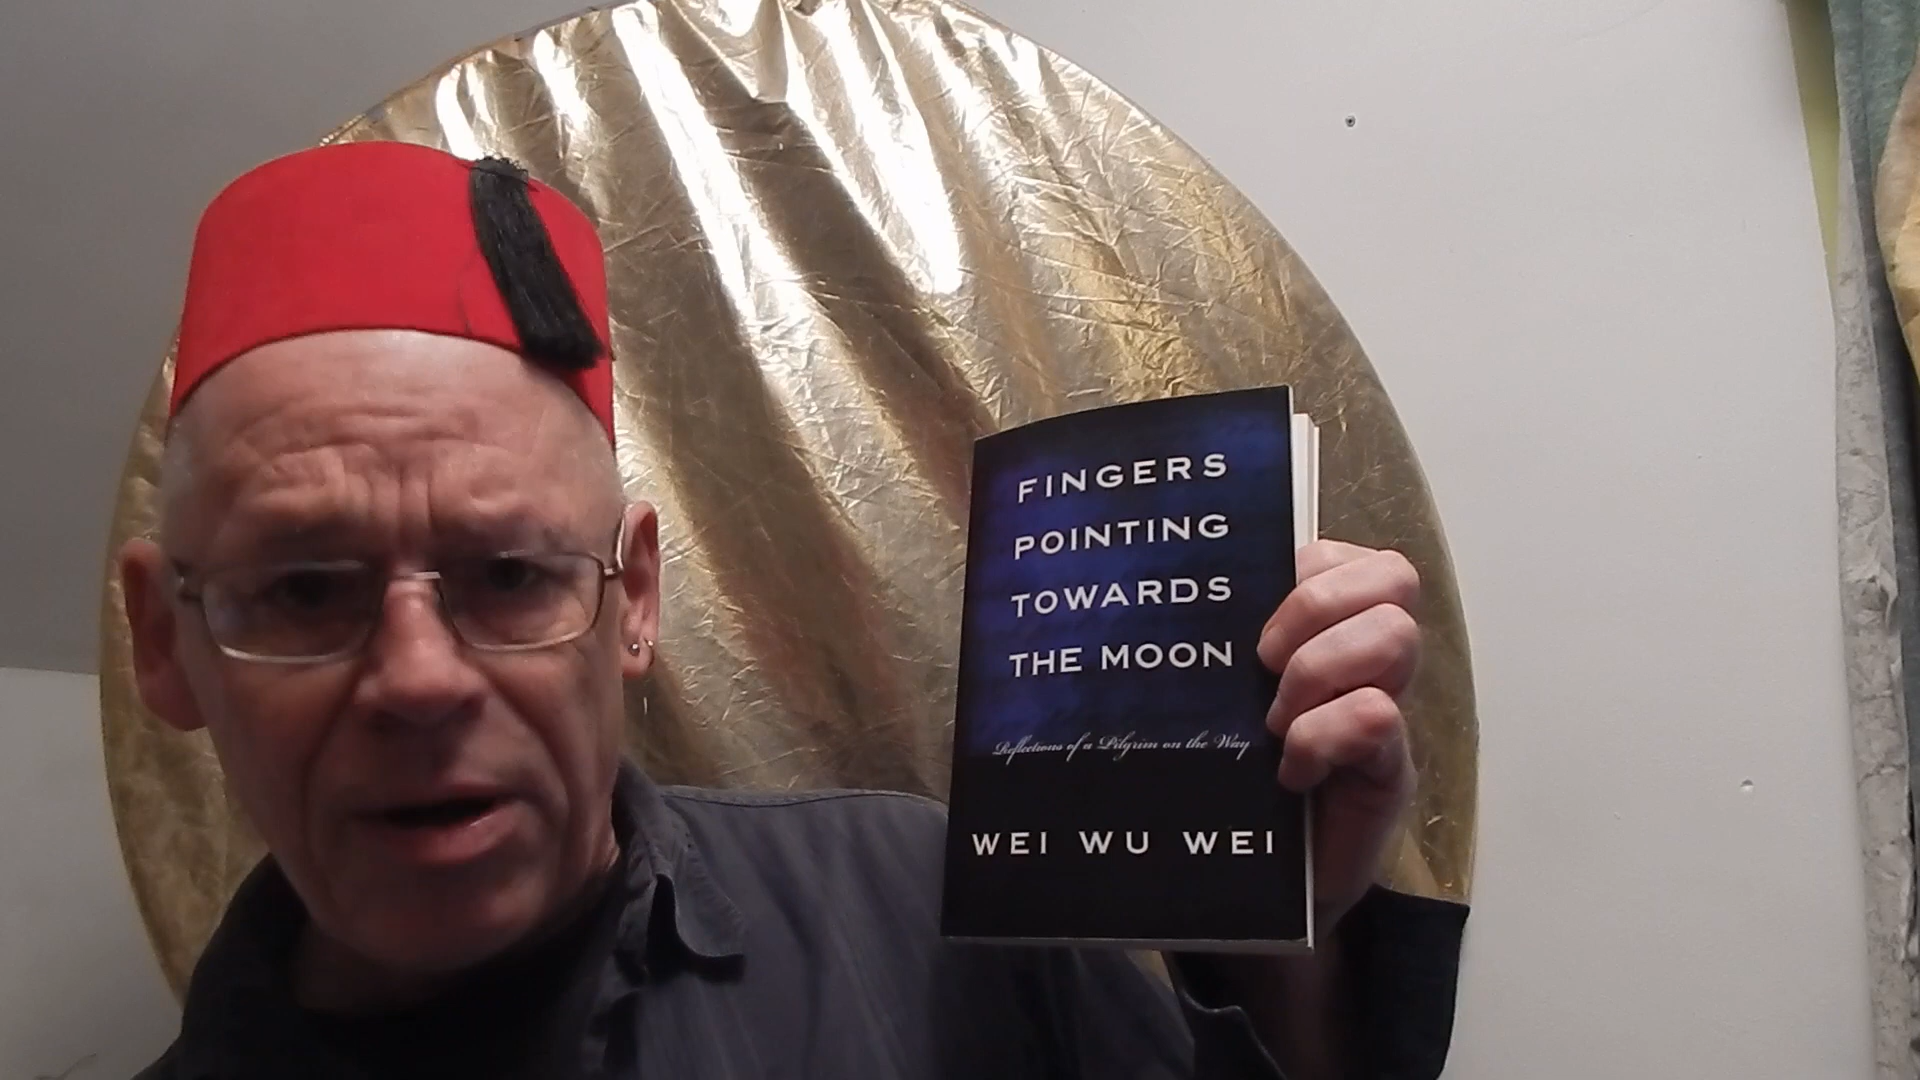 FINGERS
POINTING
TOWARDS
THE MOON
Reflections of a Pilgrim on the Way
WEI WU WEI